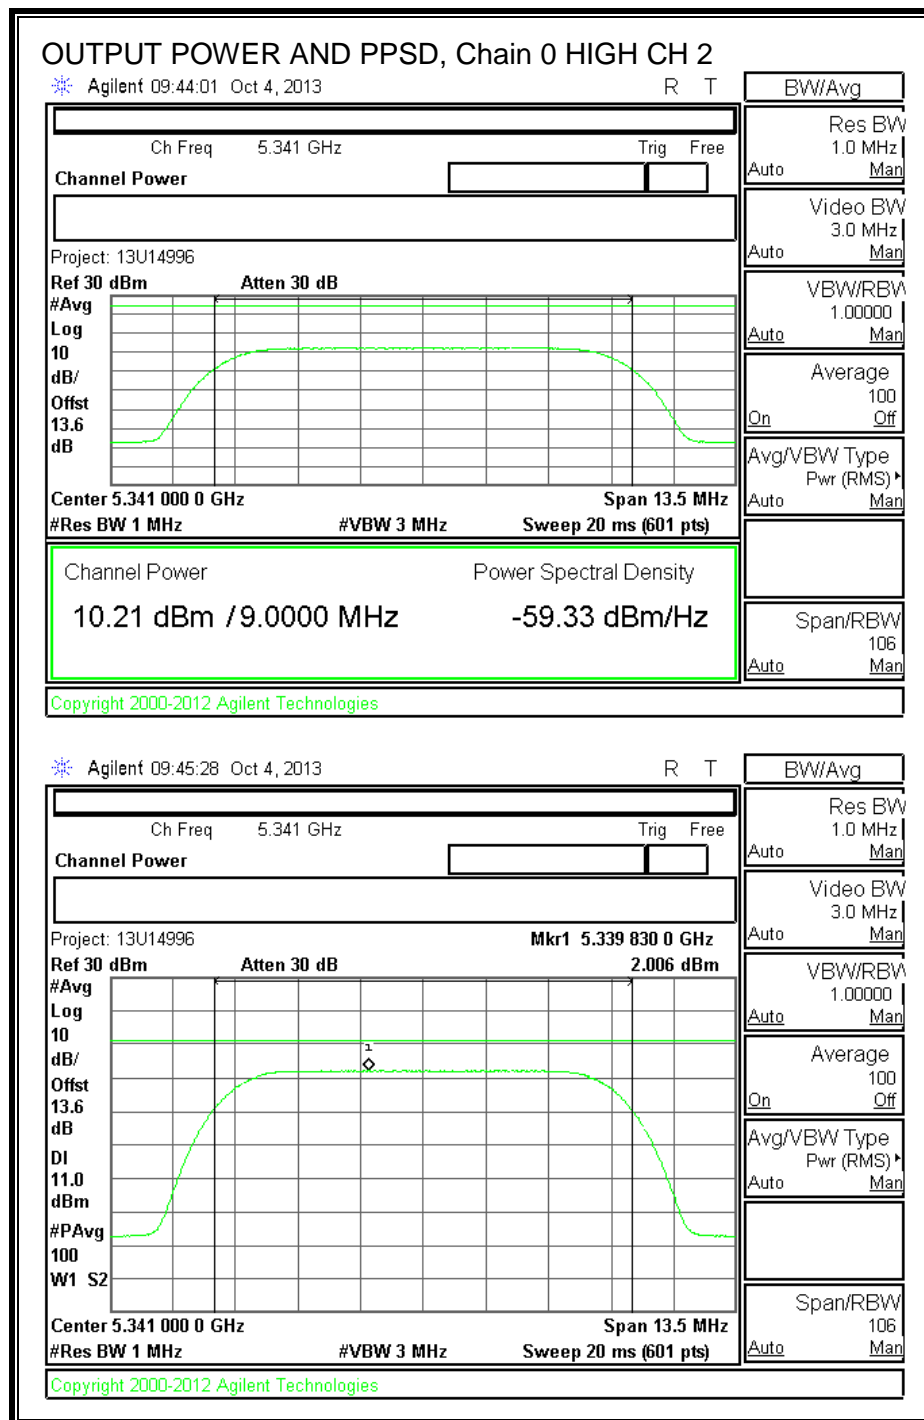 OUTPUT POWER AND PPSD, Chain 0 HIGH CH 2
Agilent 09:44:01 Oct 4, 2013 R T
Ch Freq 5.341 GHz Trig Free
Channel Power
Project: 13U14996
Ref 30 dBm Atten 30 dB
#Avg
Log
10
dB/
Offst
13.6
dB
Center 5.341 000 0 GHz Span 13.5 MHz
#Res BW 1 MHz #VBW 3 MHz Sweep 20 ms (601 pts)
Channel Power Power Spectral Density
10.21 dBm / 9.0000 MHz -59.33 dBm/Hz
Copyright 2000-2012 Agilent Technologies
BW/Avg
Res BW
1.0 MHz
Auto Man
Video BW
3.0 MHz
Auto Man
VBW/RBW
1.00000
Auto Man
Average
100
On Off
Avg/VBW Type
Pwr (RMS)
Auto Man
Span/RBW
106
Auto Man
Agilent 09:45:28 Oct 4, 2013 R T
Ch Freq 5.341 GHz Trig Free
Channel Power
Project: 13U14996 Mkr1 5.339 830 0 GHz
Ref 30 dBm Atten 30 dB 2.006 dBm
#Avg
Log
10
dB/
Offst
13.6
dB
DI
11.0
dBm
#PAvg
100
W1 S2
1
Center 5.341 000 0 GHz Span 13.5 MHz
#Res BW 1 MHz #VBW 3 MHz Sweep 20 ms (601 pts)
Copyright 2000-2012 Agilent Technologies
BW/Avg
Res BW
1.0 MHz
Auto Man
Video BW
3.0 MHz
Auto Man
VBW/RBW
1.00000
Auto Man
Average
100
On Off
Avg/VBW Type
Pwr (RMS)
Auto Man
Span/RBW
106
Auto Man